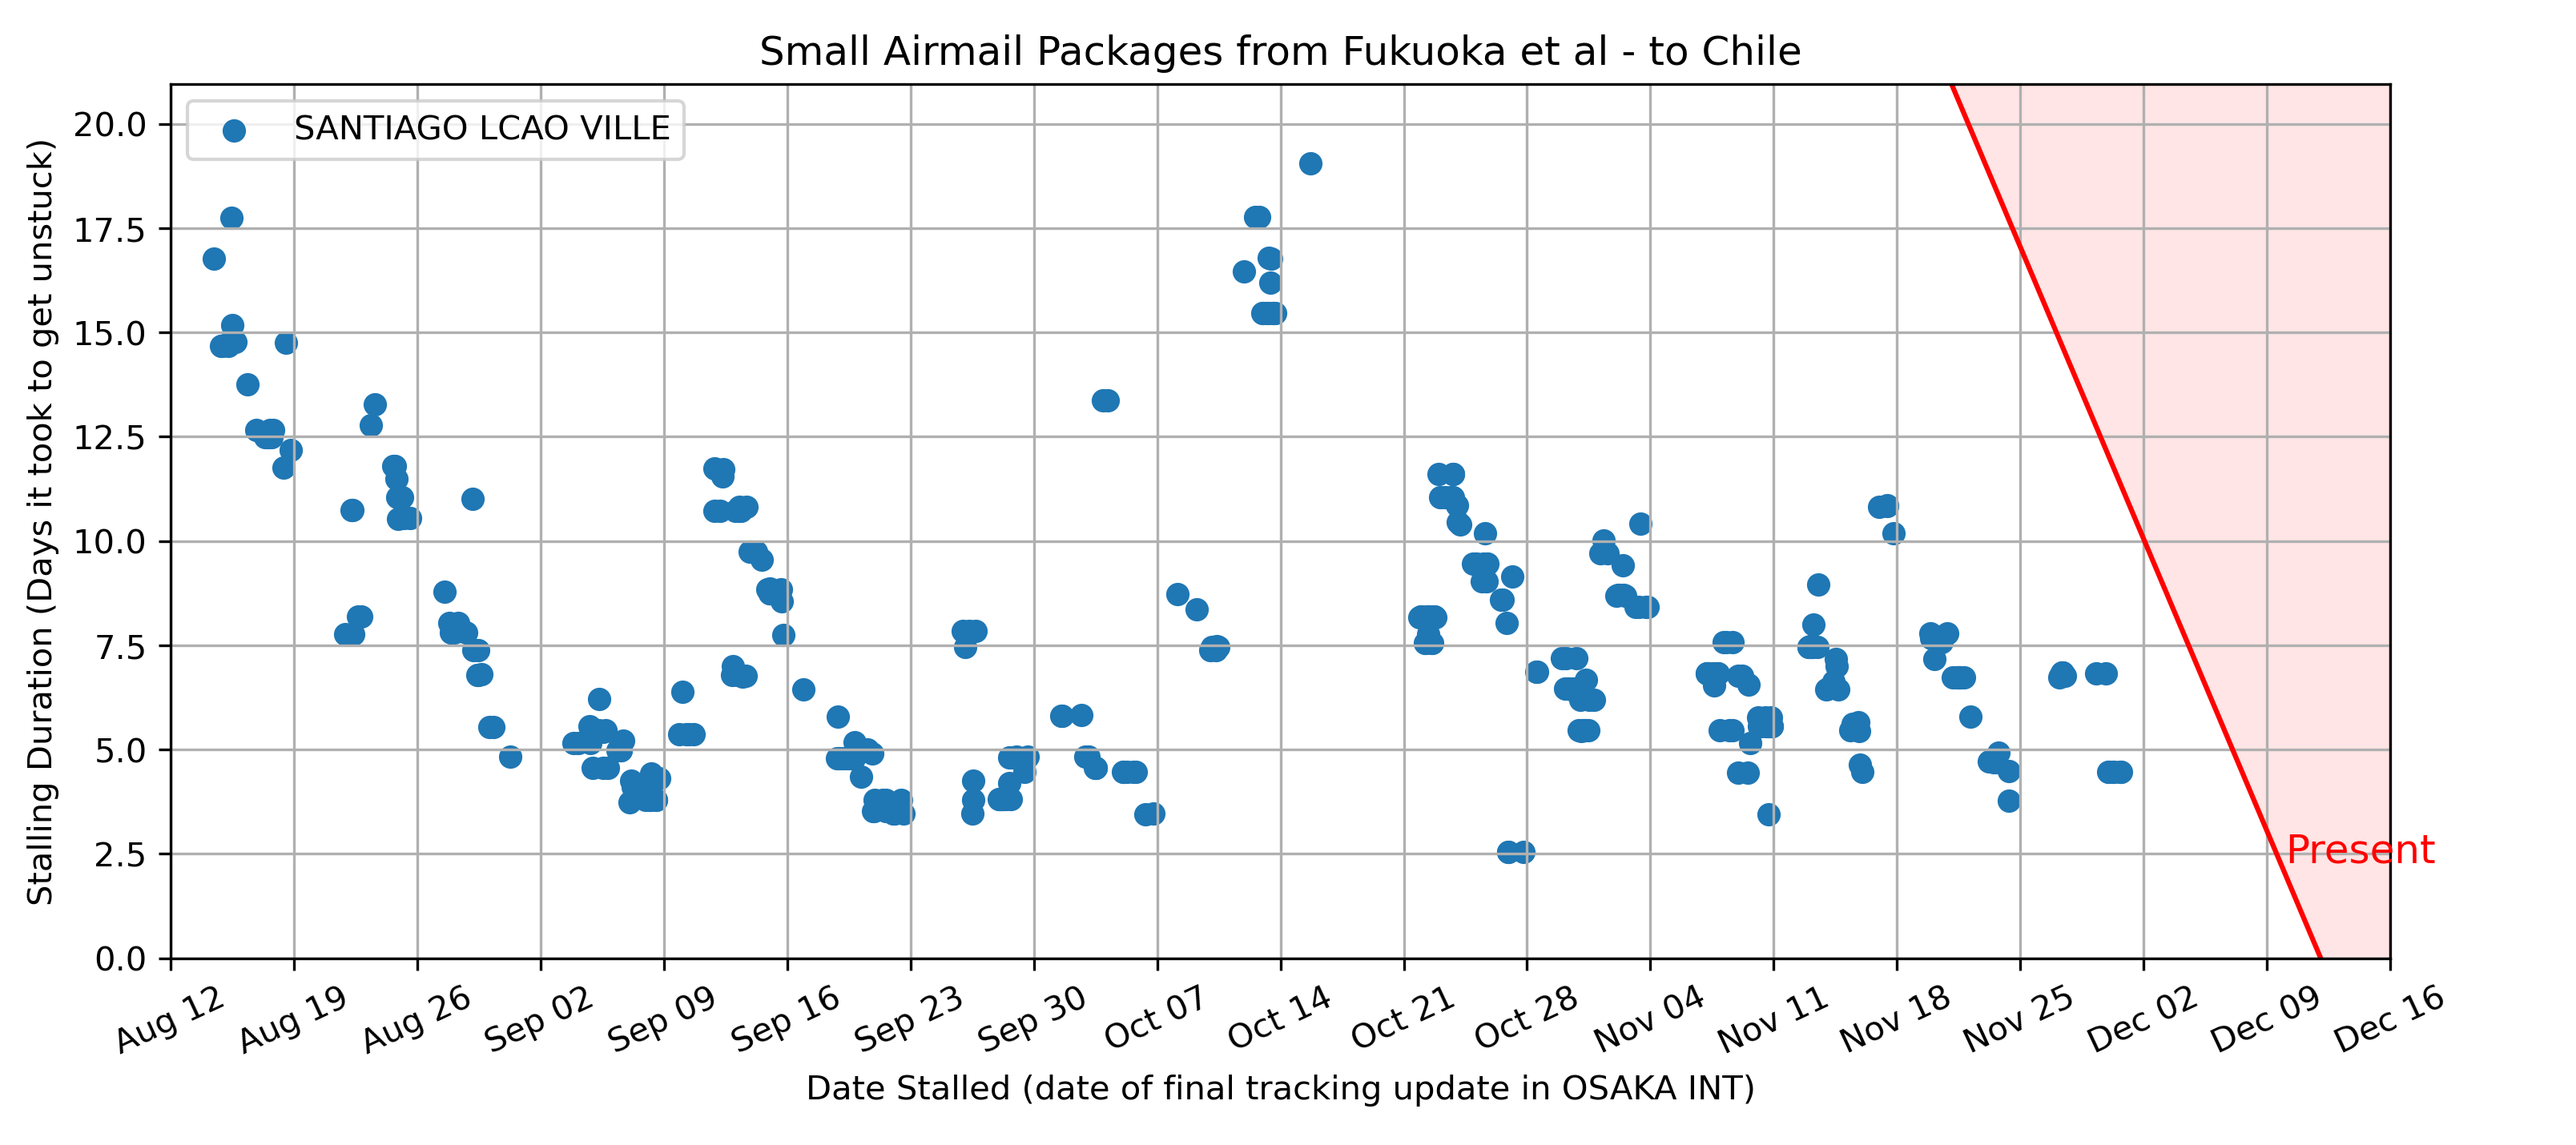 Small Airmail Packages from Fukuoka et al - to Chile
SANTIAGO LCAO VILLE
Stalling Duration (Days it took to get unstuck)
20.0
17.5
15.0
12.5
10.0
7.5
5.0
2.5
0.0
Present
Aug 12
Aug 19
Aug 26
Sep 02
Sep 09
Sep 16
Sep 23
Sep 30
Oct 07
Oct 14
Oct 21
Oct 28
Nov 04
Nov 11
Nov 18
Nov 25
Dec 02
Dec 09
Dec 16
Date Stalled (date of final tracking update in OSAKA INT)